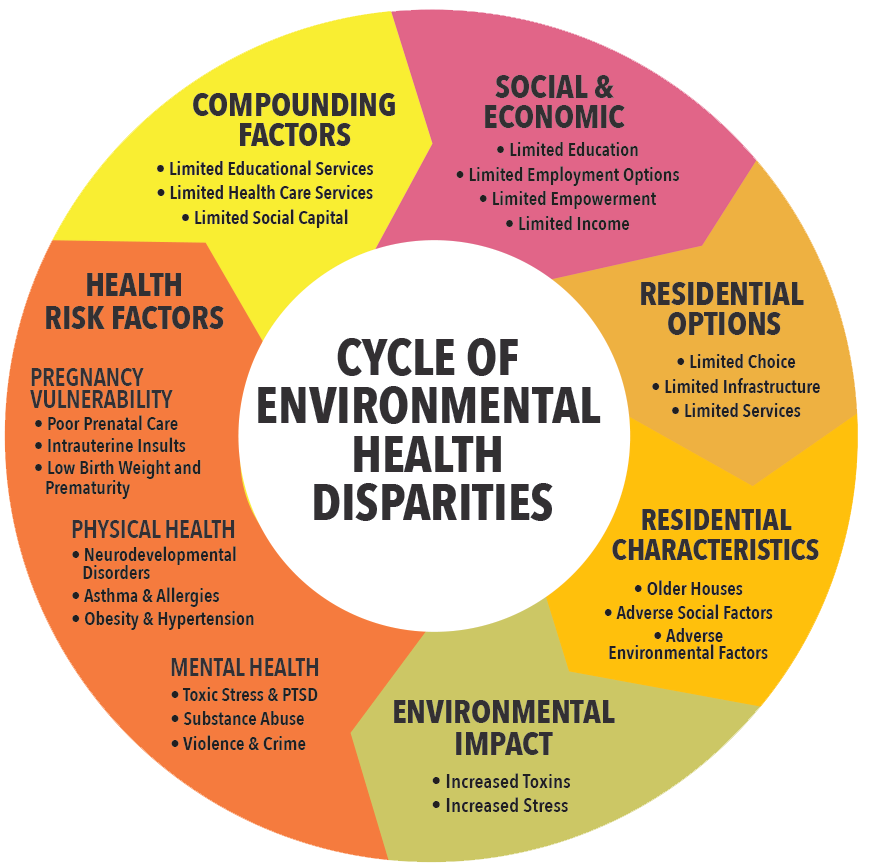 CYCLE OF
ENVIRONMENTAL
HEALTH
DISPARITIES
SOCIAL &
ECONOMIC
• Limited Education
• Limited Employment Options
• Limited Empowerment
• Limited Income
RESIDENTIAL
OPTIONS
• Limited Choice
• Limited Infrastructure
• Limited Services
RESIDENTIAL
CHARACTERISTICS
• Older Houses
• Adverse Social Factors
• Adverse
Environmental Factors
ENVIRONMENTAL
IMPACT
• Increased Toxins
• Increased Stress
HEALTH
RISK FACTORS
PREGNANCY
VULNERABILITY
• Poor Prenatal Care
• Intrauterine Insults
• Low Birth Weight and
Prematurity
PHYSICAL HEALTH
• Neurodevelopmental
Disorders
• Asthma & Allergies
• Obesity & Hypertension
MENTAL HEALTH
• Toxic Stress & PTSD
• Substance Abuse
• Violence & Crime
COMPOUNDING
FACTORS
• Limited Educational Services
• Limited Health Care Services
• Limited Social Capital